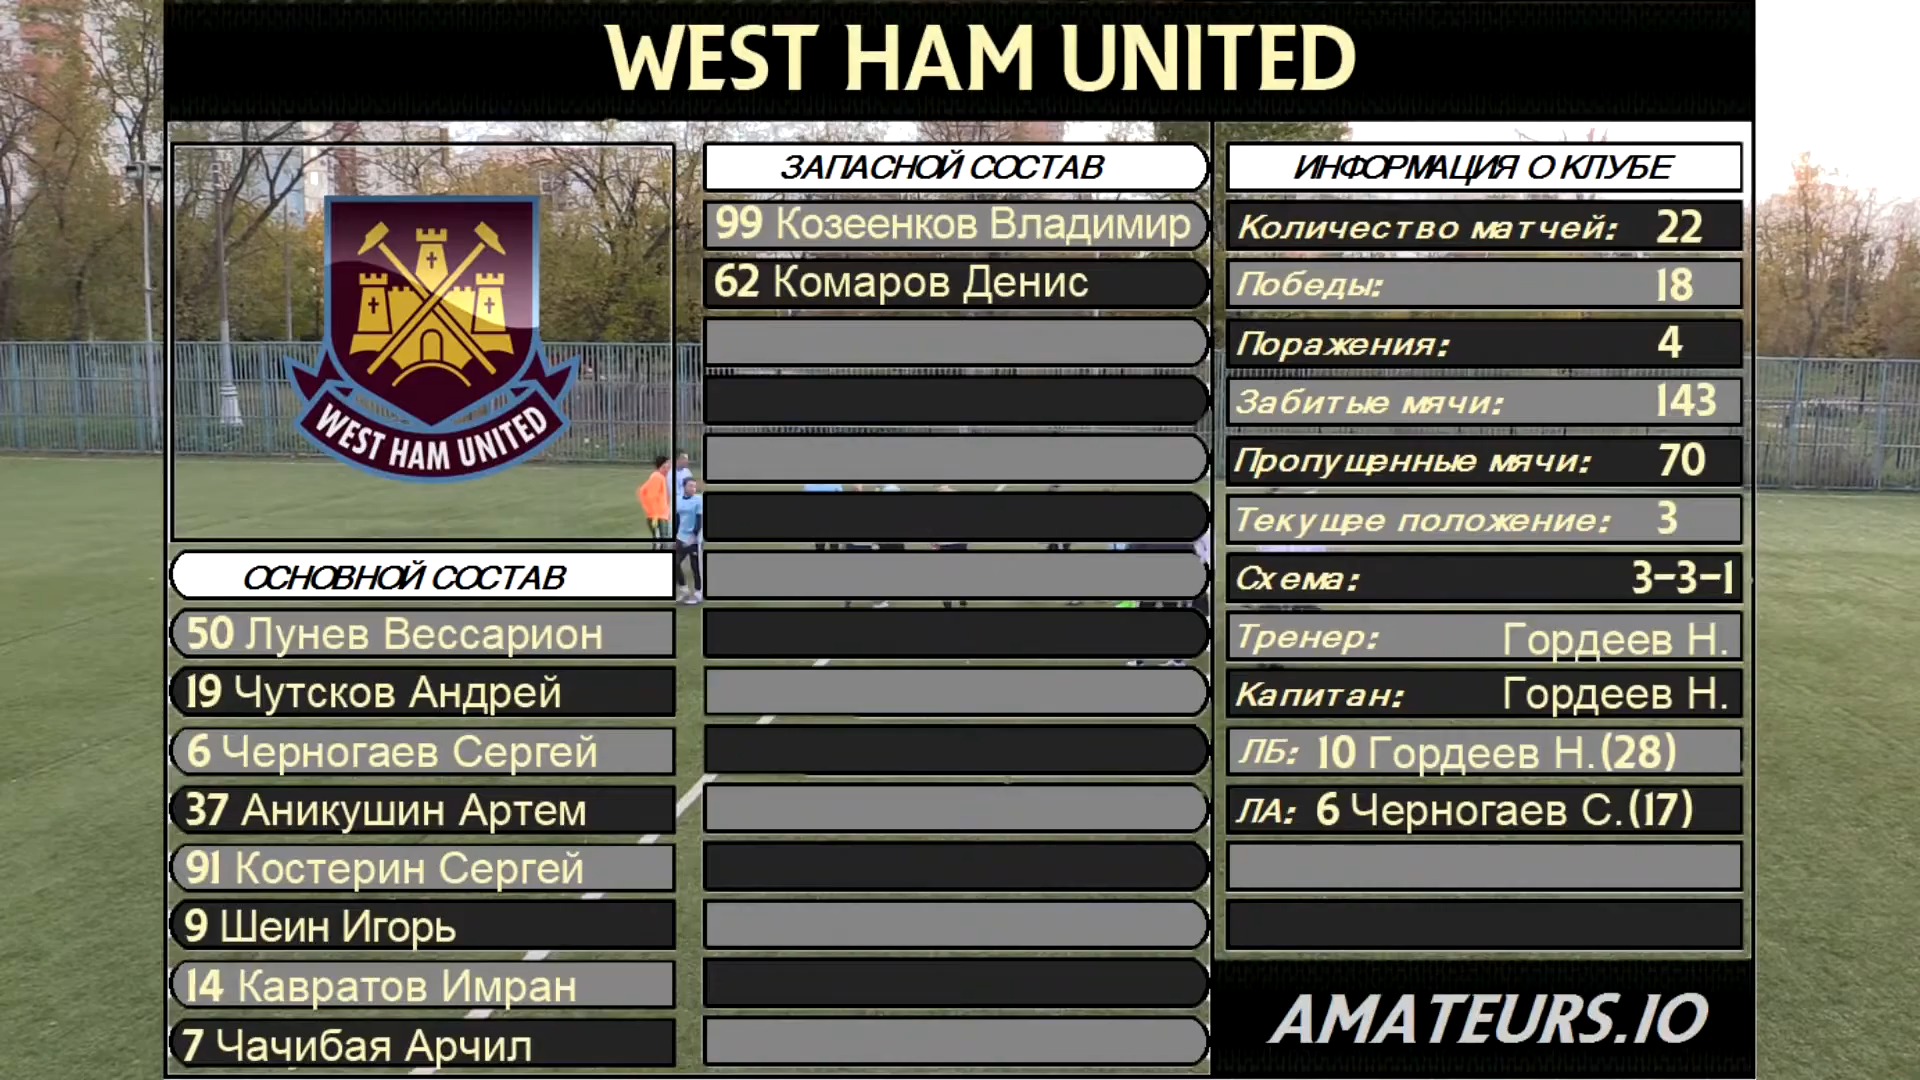 WEST HAM UNITED
WEST HAM UNITED
ОСНОВНОЙ СОСТАВ
50 Лунев Вессарион
19 Чутсков Андрей
6 Черногаев Сергей
37 Аникушин Артем
91 Костерин Сергей
9 Шеин Игорь
14 Кавратов Имран
7 Чачибая Арчил
ЗАПАСНОЙ СОСТАВ
99 Козеенков Владимир
62 Комаров Денис
ИНФОРМАЦИЯ О КЛУБЕ
Количество матчей: 22
Победы: 18
Поражения: 4
Забитые мячи: 143
Пропущенные мячи: 70
Текущее положение: 3
Схема: 3-3-1
Тренер: Гордеев Н.
Капитан: Гордеев Н.
ЛБ: 10 Гордеев Н.(28)
ЛА: 6 Черногаев С.(17)
AMATEURS.IO